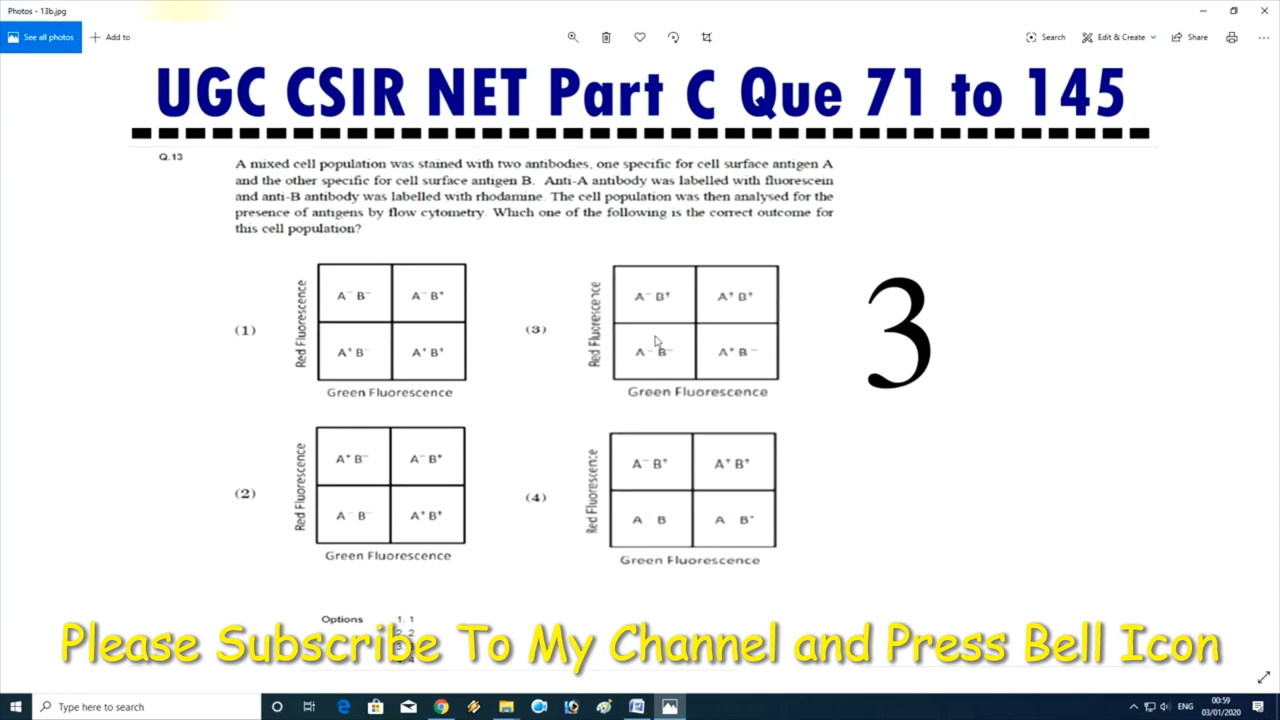 Photos - 13b.jpg
See all photos
Add to
Search
Edit & Create
Share
UGC CSIR NET Part C Que 71 to 145
Q.13
A mixed cell population was stained with two antibodies, one specific for cell surface antigen A
and the other specific for cell surface antigen B. Anti-A antibody was labelled with fluorescein
and anti-B antibody was labelled with rhodamine. The cell population was then analysed for the
presence of antigens by flow cytometry. Which one of the following is the correct outcome for
this cell population?
(1)
Red Fluorescence
A⁻ B⁻ A⁻ B⁺
A⁺ B⁻ A⁺ B⁺
Green Fluorescence
(3)
Red Fluorescence
A⁻ B⁺ A⁺ B⁺
A⁻ B⁻ A⁺ B⁻
Green Fluorescence
3
(2)
Red Fluorescence
A⁺ B⁻ A⁻ B⁺
A⁻ B⁻ A⁺ B⁺
Green Fluorescence
(4)
Red Fluorescence
A⁻ B⁺ A⁺ B⁺
A B A B
Green Fluorescence
Options 1. 1
Please Subscribe To My Channel and Press Bell Icon
Type here to search
ENG
00:59
03/01/2020